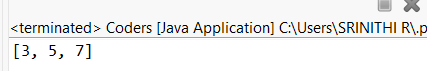 <terminated> Coders [Java Application] C:\Users\SRINITHI R\.p
[3, 5, 7]